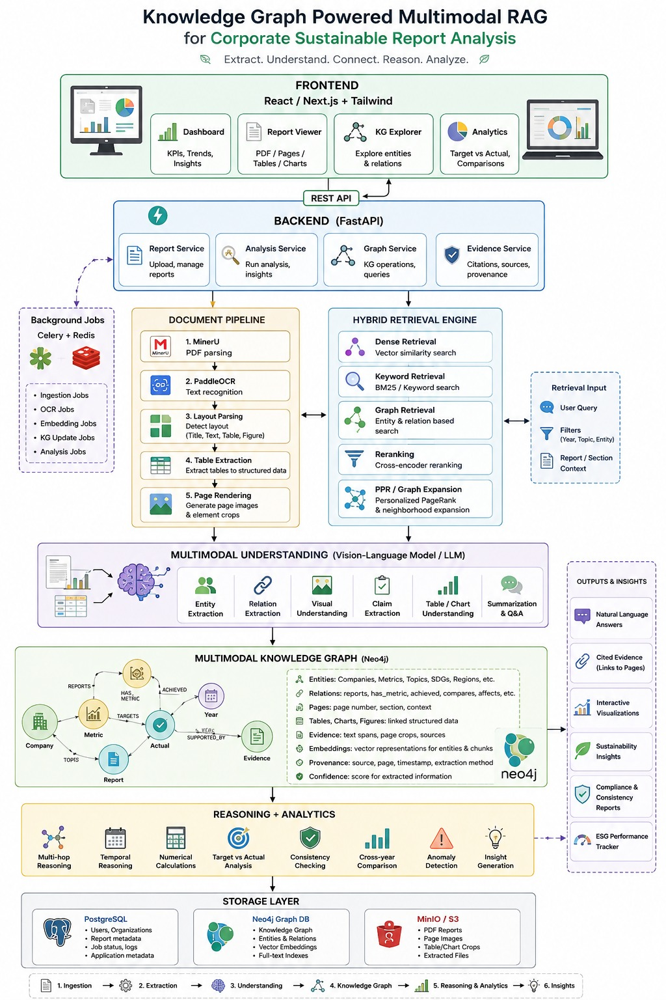 Knowledge Graph Powered Multimodal RAG
for Corporate Sustainable Report Analysis
Extract. Understand. Connect. Reason. Analyze.
FRONTEND
React / Next.js + Tailwind
Dashboard
KPIs, Trends,
Insights
Report Viewer
PDF / Pages /
Tables / Charts
KG Explorer
Explore entities
& relations
Analytics
Target vs Actual,
Comparisons
REST API
BACKEND (FastAPI)
Report Service
Upload, manage
reports
Analysis Service
Run analysis,
insights
Graph Service
KG operations,
queries
Evidence Service
Citations, sources,
provenance
Background Jobs
Celery + Redis
• Ingestion Jobs
• OCR Jobs
• Embedding Jobs
• KG Update Jobs
• Analysis Jobs
DOCUMENT PIPELINE
MinerU
1. MinerU
PDF parsing
2. PaddleOCR
Text recognition
3. Layout Parsing
Detect layout
(Title, Text, Table, Figure)
4. Table Extraction
Extract tables to structured data
5. Page Rendering
Generate page images
& element crops
HYBRID RETRIEVAL ENGINE
Dense Retrieval
Vector similarity search
Keyword Retrieval
BM25 / Keyword search
Graph Retrieval
Entity & relation based
search
Reranking
Cross-encoder reranking
PPR / Graph Expansion
Personalized PageRank
& neighborhood expansion
Retrieval Input
User Query
Filters
(Year, Topic, Entity)
Report / Section
Context
MULTIMODAL UNDERSTANDING (Vision-Language Model / LLM)
Entity
Extraction
Relation
Extraction
Visual
Understanding
Claim
Extraction
Table / Chart
Understanding
Summarization
& Q&A
MULTIMODAL KNOWLEDGE GRAPH (Neo4j)
REPORTS
HAS_
METRIC
ACHIEVED
TARGETS
Year
Company
Metric
Actual
SUPPORTED_BY
Evidence
TOPIS
Report
Entities: Companies, Metrics, Topics, SDGs, Regions, etc.
Relations: reports, has_metric, achieved, compares, affects, etc.
Pages: page number, section, context
Tables, Charts, Figures: linked structured data
Evidence: text spans, page crops, sources
Embeddings: vector representations for entities & chunks
Provenance: source, page, timestamp, extraction method
Confidence: score for extracted information
neo4j
OUTPUTS & INSIGHTS
Natural Language
Answers
Cited Evidence
(Links to Pages)
Interactive
Visualizations
Sustainability
Insights
Compliance &
Consistency
Reports
ESG Performance
Tracker
REASONING + ANALYTICS
Multi-hop
Reasoning
Temporal
Reasoning
Numerical
Calculations
Target vs Actual
Analysis
Consistency
Checking
Cross-year
Comparison
Anomaly
Detection
Insight
Generation
STORAGE LAYER
PostgreSQL
• Users, Organizations
• Report metadata
• Job status, logs
• Application metadata
Neo4j Graph DB
• Knowledge Graph
• Entities & Relations
• Vector Embeddings
• Full-text Indexes
MinIO / S3
• PDF Reports
• Page Images
• Table/Chart Crops
• Extracted Files
1. Ingestion
2. Extraction
3. Understanding
4. Knowledge Graph
5. Reasoning & Analytics
6. Insights